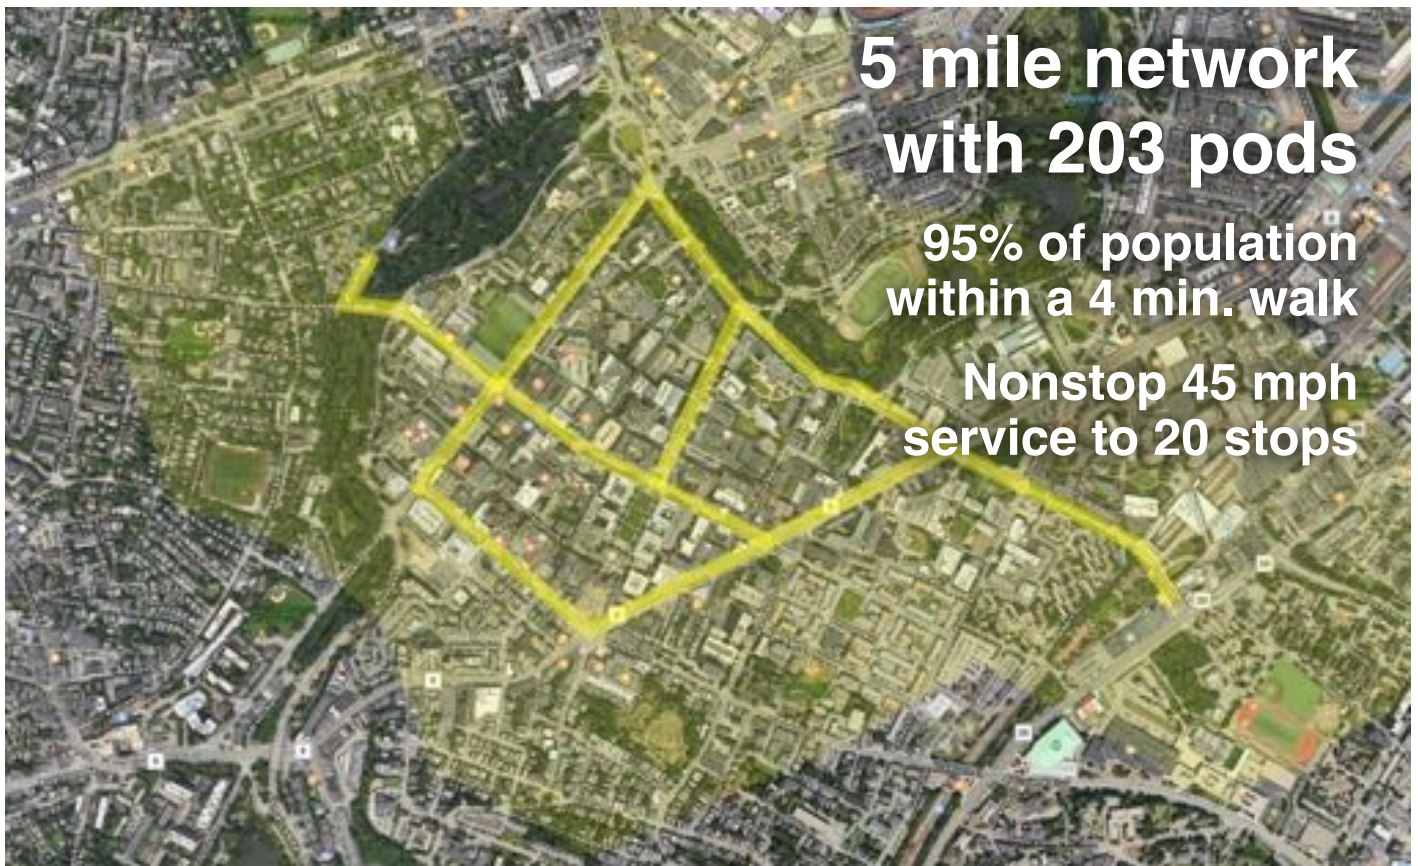 5 mile network
with 203 pods
95% of population
within a 4 min. walk
Nonstop 45 mph
service to 20 stops